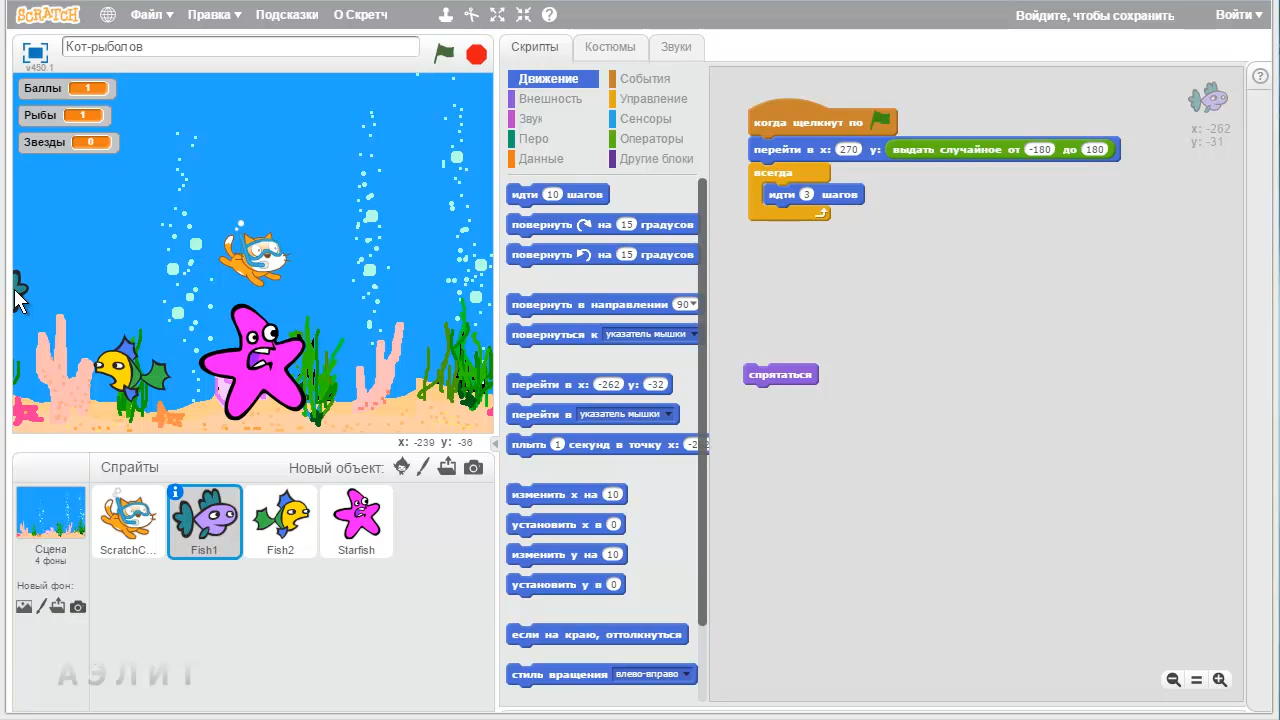 SCRATCH Файл Правка Подсказки О Скретч Войдите, чтобы сохранить Войти
v450.1
Кот-рыболов
Баллы 1
Рыбы 1
Звезды 0
x: -239 y: -36
Спрайты Новый объект:
Сцена
4 фоны
Новый фон:
ScratchC...
Fish1
Fish2
Starfish
АЭЛИТ
Скрипты Костюмы Звуки
Движение События
Внешность Управление
Звук Сенсоры
Перо Операторы
Данные Другие блоки
идти 10 шагов
повернуть на 15 градусов
повернуть на 15 градусов
повернуть в направлении 90
повернуться к указатель мышки
перейти в x: -262 y: -32
перейти в указатель мышки
плыть 1 секунд в точку x:
изменить x на 10
установить x в 0
изменить y на 10
установить y в 0
если на краю, оттолкнуться
стиль вращения влево-вправо
когда щелкнут по
перейти в x: 270 y: выдать случайное от -180 до 180
всегда
идти 3 шагов
спрятаться
x: -262
y: -31